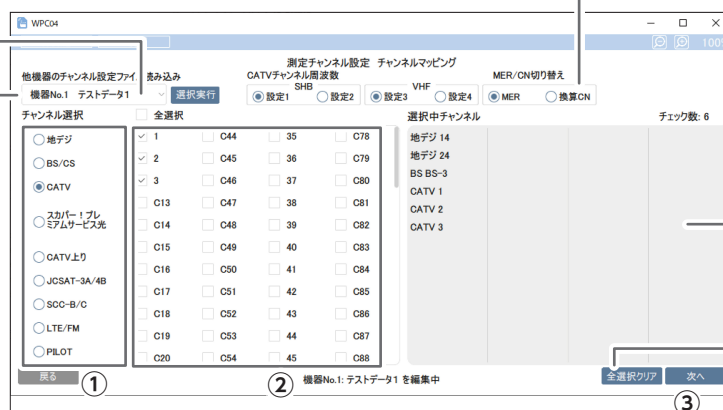 WPC04
100%
測定チャンネル設定 チャンネルマッピング
他機器のチャンネル設定ファイル読み込み
CATVチャンネル周波数
MER/CN切り替え
SHB
VHF
機器No.1 テストデータ1
選択実行
設定1
設定2
設定3
設定4
MER
換算CN
チャンネル選択
全選択
選択中チャンネル
チェック数: 6
地デジ
BS/CS
CATV
スカパー！プレ
ミアムサービス光
CATV上り
JCSAT-3A/4B
SCC-B/C
LTE/FM
PILOT
1 C44 35 C78
2 C45 36 C79
3 C46 37 C80
C13 C47 38 C81
C14 C48 39 C82
C15 C49 40 C83
C16 C50 41 C84
C17 C51 42 C85
C18 C52 43 C86
C19 C53 44 C87
C20 C54 45 C88
地デジ 14
地デジ 24
BS BS-3
CATV 1
CATV 2
CATV 3
戻る
①
②
機器No.1: テストデータ1 を編集中
全選択クリア
次へ
③